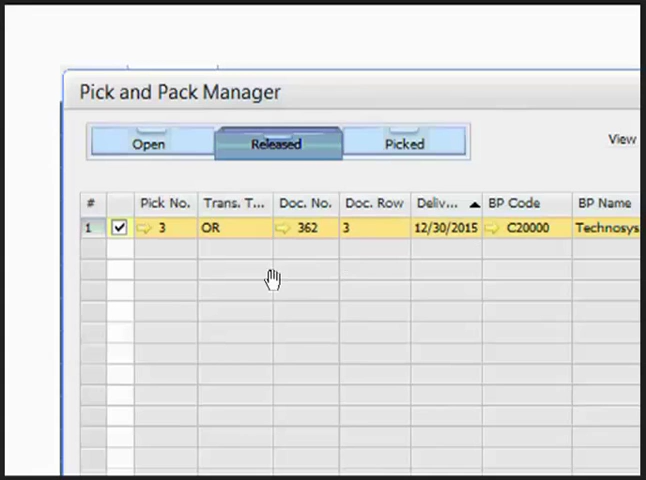 Pick and Pack Manager
Open Released Picked View
# Pick No. Trans. T... Doc. No. Doc. Row Deliv... BP Code BP Name
1 3 OR 362 3 12/30/2015 C20000 Technosys